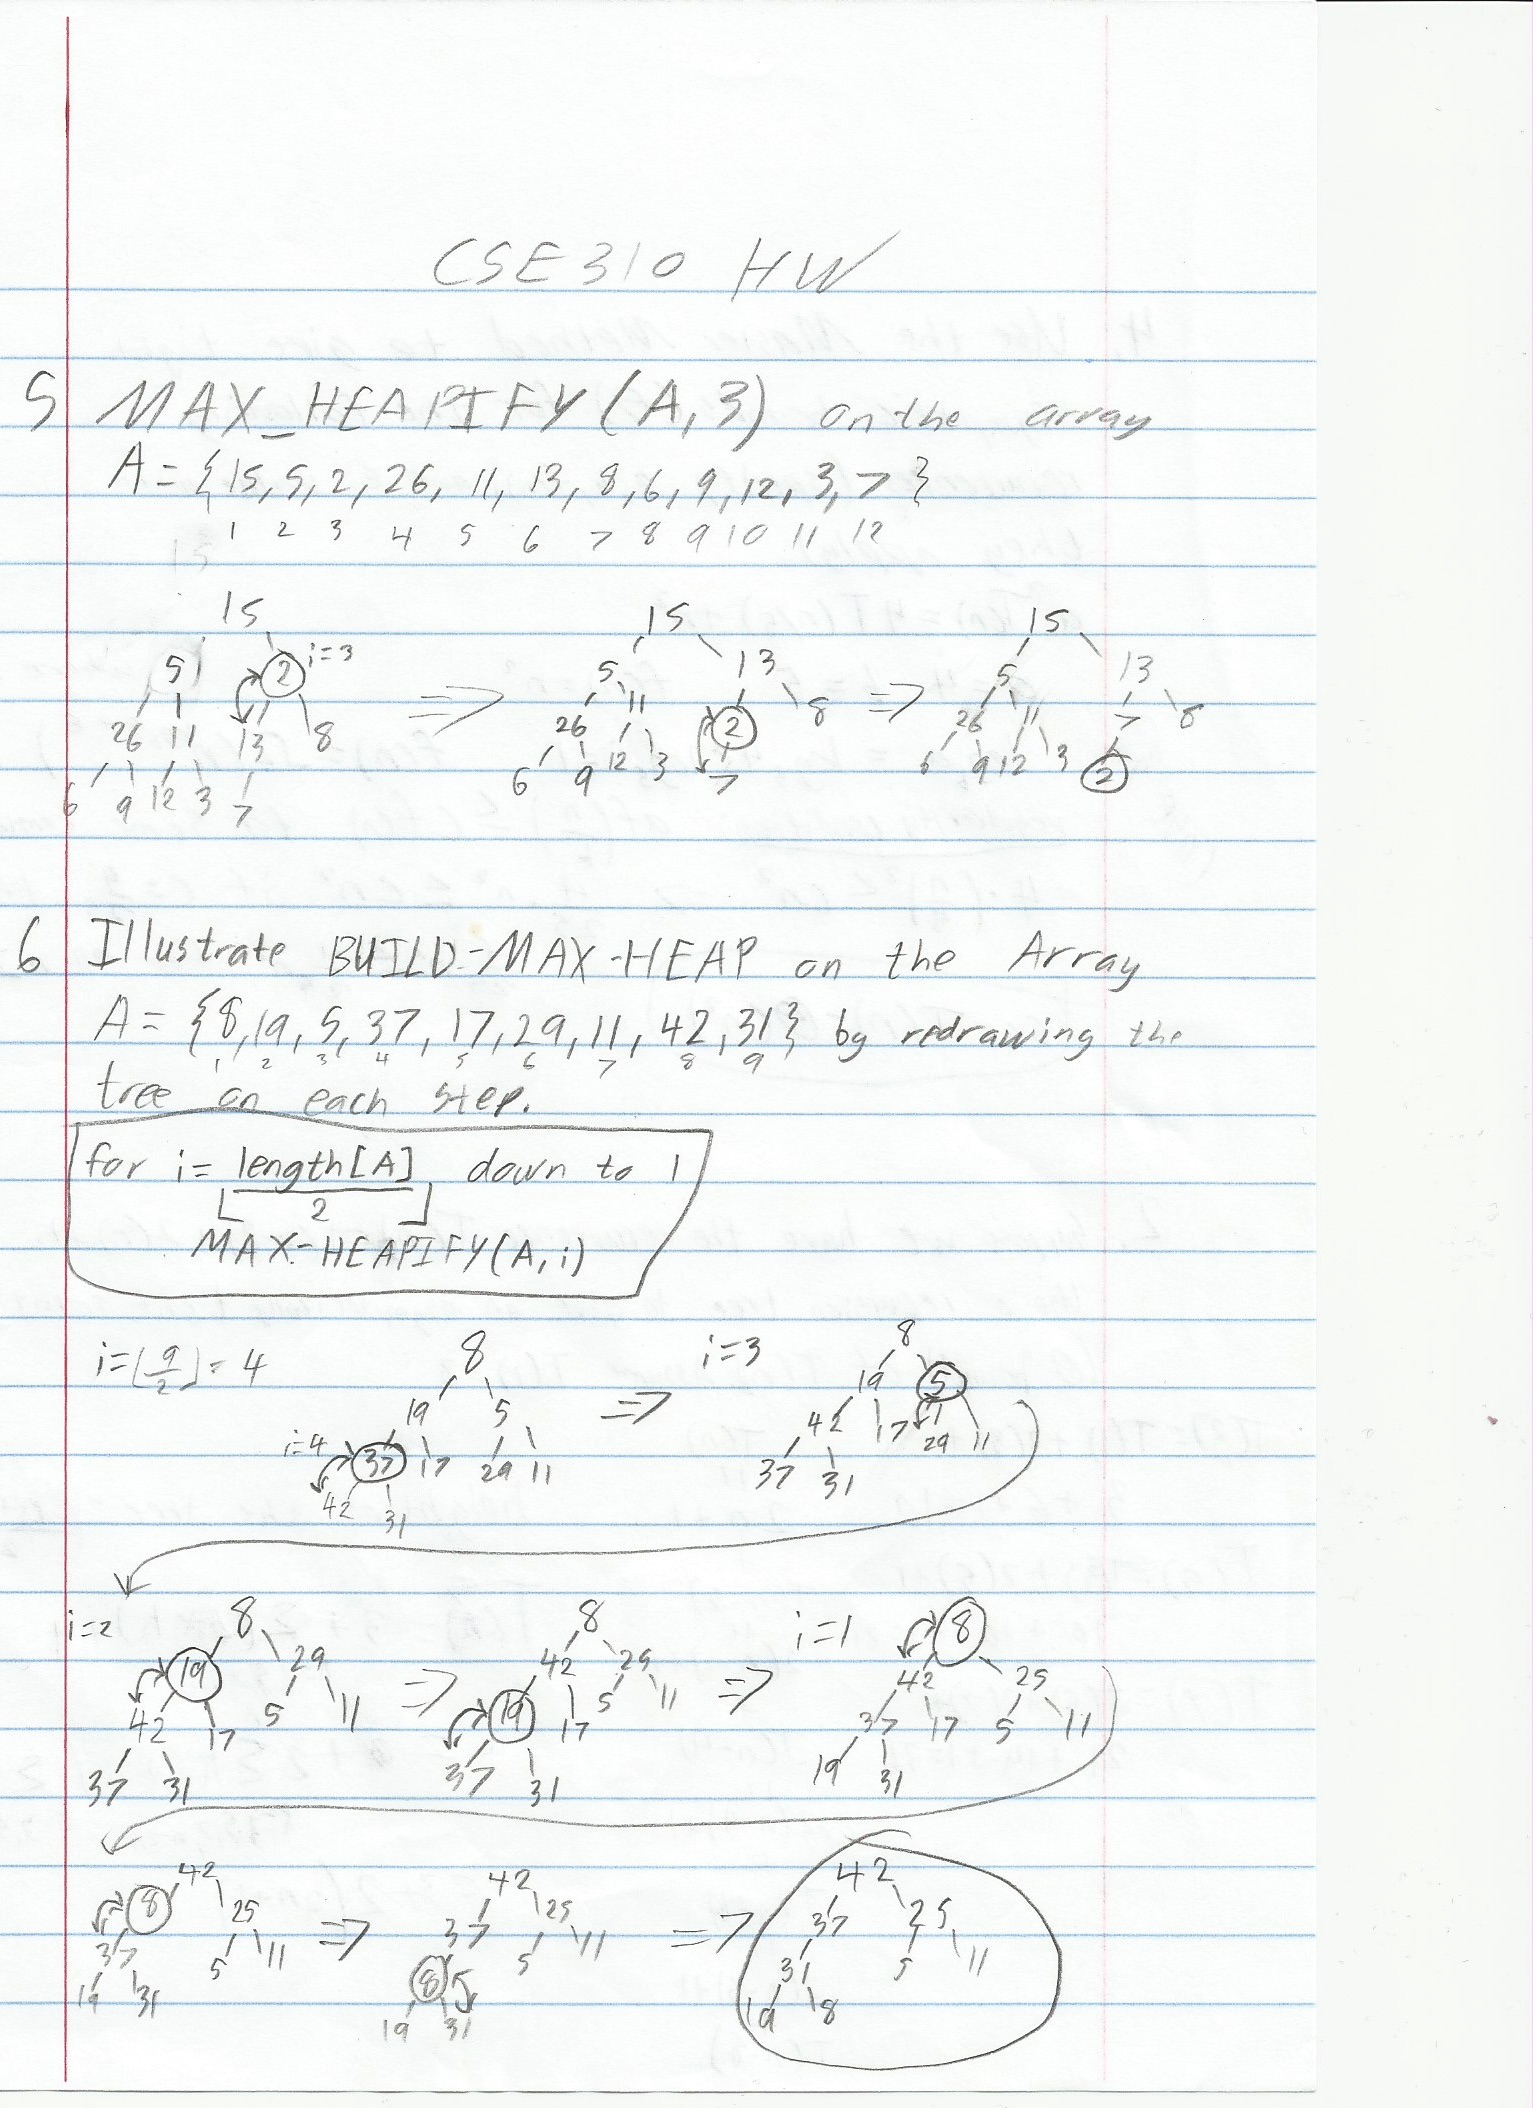 CSE310 HW
5 MAX_HEAPIFY(A,3) on the array
A = {15, 5, 2, 26, 11, 13, 8, 6, 9, 12, 3, 7}
1 2 3 4 5 6 7 8 9 10 11 12
15 15 15
5 2 i=3 ⇒ 5 13 ⇒ 5 13
26 11 13 8 26 11 2 8 26 11 7 8
6 9 12 3 7 6 9 12 3 7 6 9 12 3 2
6 Illustrate BUILD-MAX-HEAP on the Array
A = {8, 19, 5, 37, 17, 29, 11, 42, 31} by redrawing the
1 2 3 4 5 6 7 8 9
tree on each step.
for i = ⌊length[A]/2⌋ down to 1
MAX-HEAPIFY(A, i)
i=⌊9/2⌋=4 8 ⇒ i=3 8
19 5 19 5
i=4 37 17 29 11 42 17 29 11
42 31 37 31
i=2 8 8 i=1 8
19 29 ⇒ 42 29 ⇒ 42 25
42 17 5 11 19 17 5 11 37 17 5 11
37 31 37 31 19 31
42 42 42
8 25 ⇒ 37 25 ⇒ 37 25
37 5 11 8 5 11 31 5 11
19 31 19 31 19 8